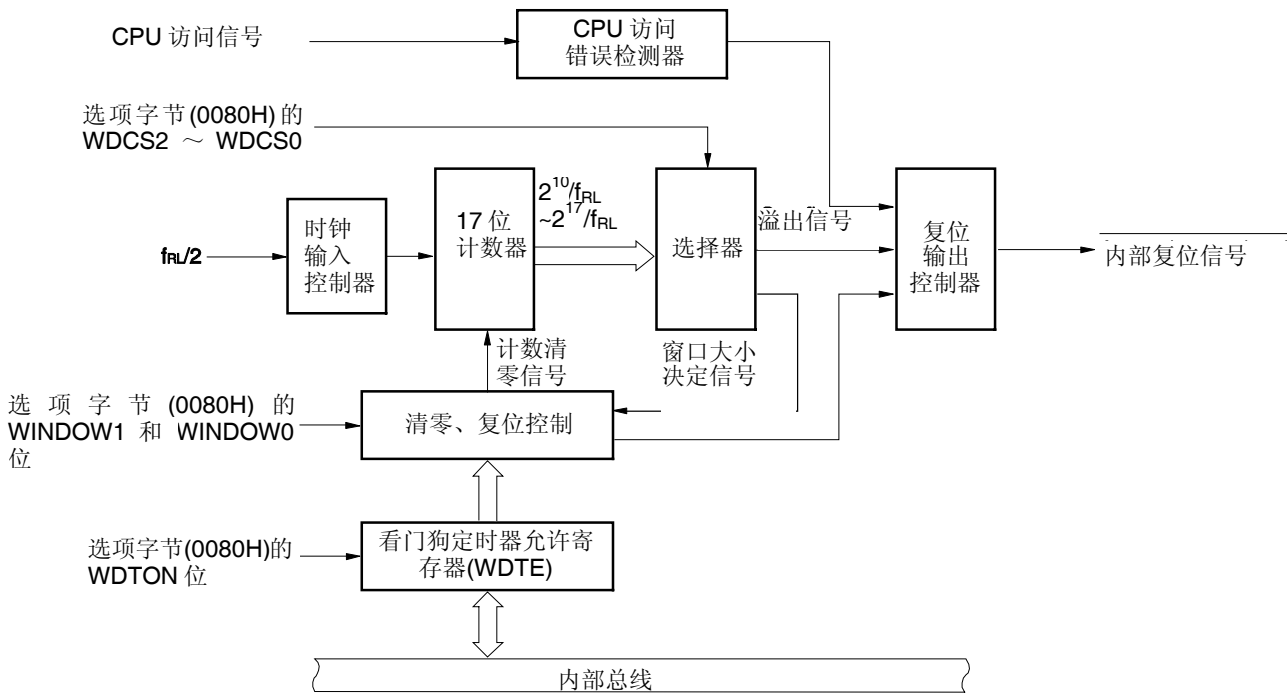 CPU 访问信号
CPU 访问
错误检测器
选项字节(0080H)的
WDCS2 ～ WDCS0
fRL/2
时钟
输入
控制器
17 位
计数器
2^10/fRL
~2^17/fRL
选择器
溢出信号
复位
输出
控制器
内部复位信号
计数清
零信号
窗口大小
决定信号
选项字节(0080H)的
WINDOW1 和 WINDOW0
位
清零、复位控制
选项字节(0080H)的
WDTON 位
看门狗定时器允许寄
存器(WDTE)
内部总线